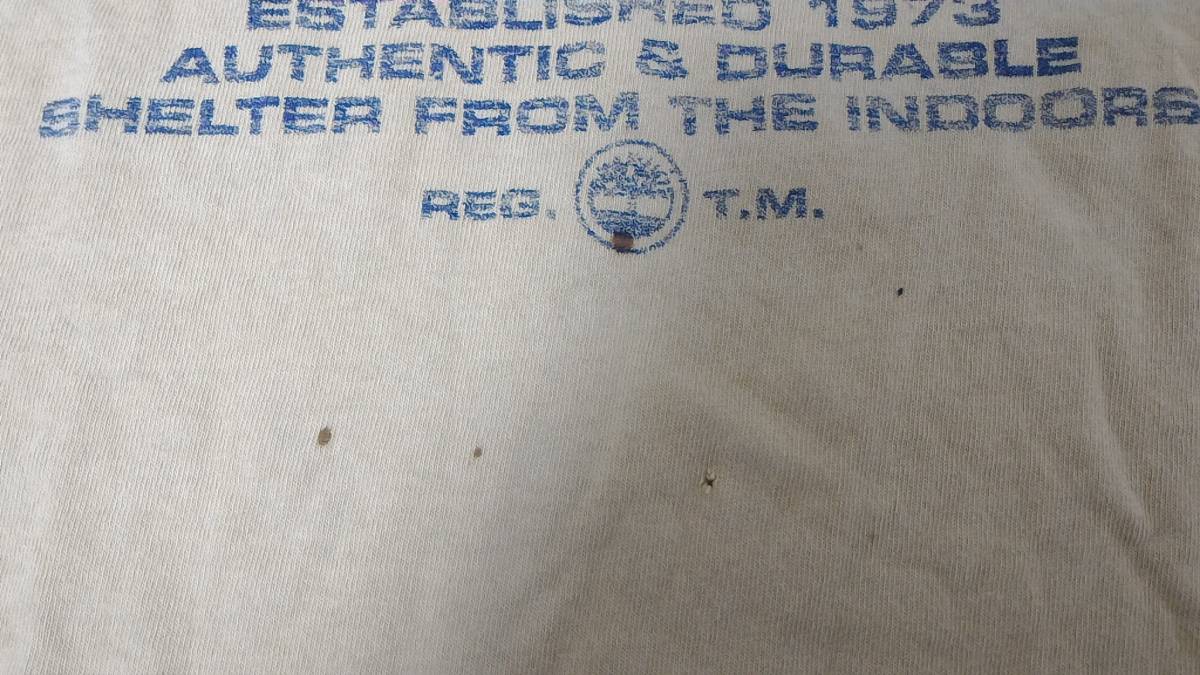 ESTABLISHED 1973
AUTHENTIC & DURABLE
SHELTER FROM THE INDOORS
REG. T.M.